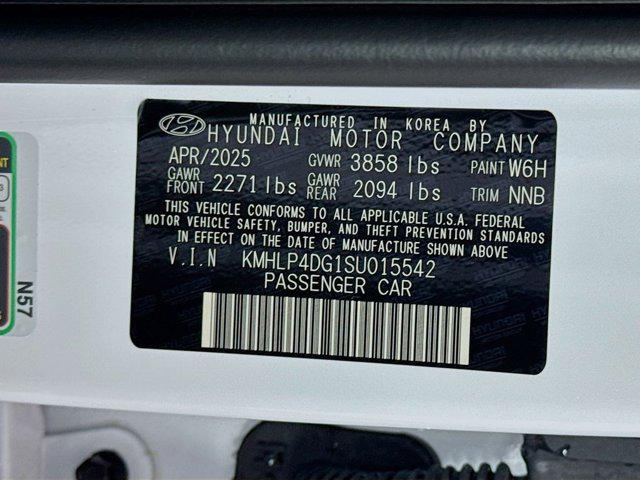 MANUFACTURED IN KOREA BY
HYUNDAI MOTOR COMPANY
APR/2025 GVWR 3858 lbs PAINT W6H
GAWR FRONT 2271 lbs GAWR REAR 2094 lbs TRIM NNB
THIS VEHICLE CONFORMS TO ALL APPLICABLE U.S.A. FEDERAL
MOTOR VEHICLE SAFETY, BUMPER, AND THEFT PREVENTION STANDARDS
IN EFFECT ON THE DATE OF MANUFACTURE SHOWN ABOVE
V.I.N KMHLP4DG1SU015542
PASSENGER CAR
N57